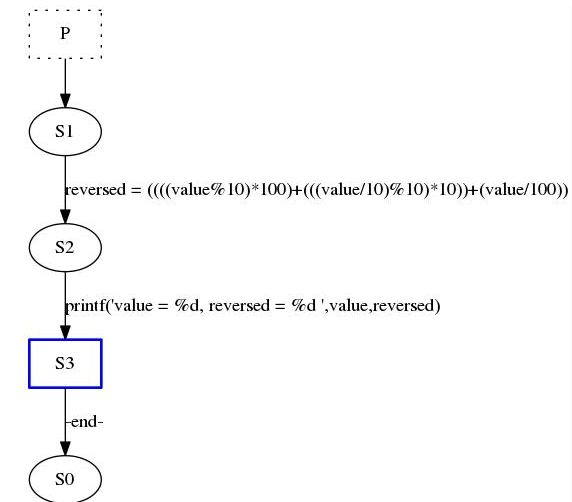 P
S1
reversed = ((((value%10)*100)+(((value/10)%10)*10))+(value/100))
S2
printf('value = %d, reversed = %d ',value,reversed)
S3
-end-
S0